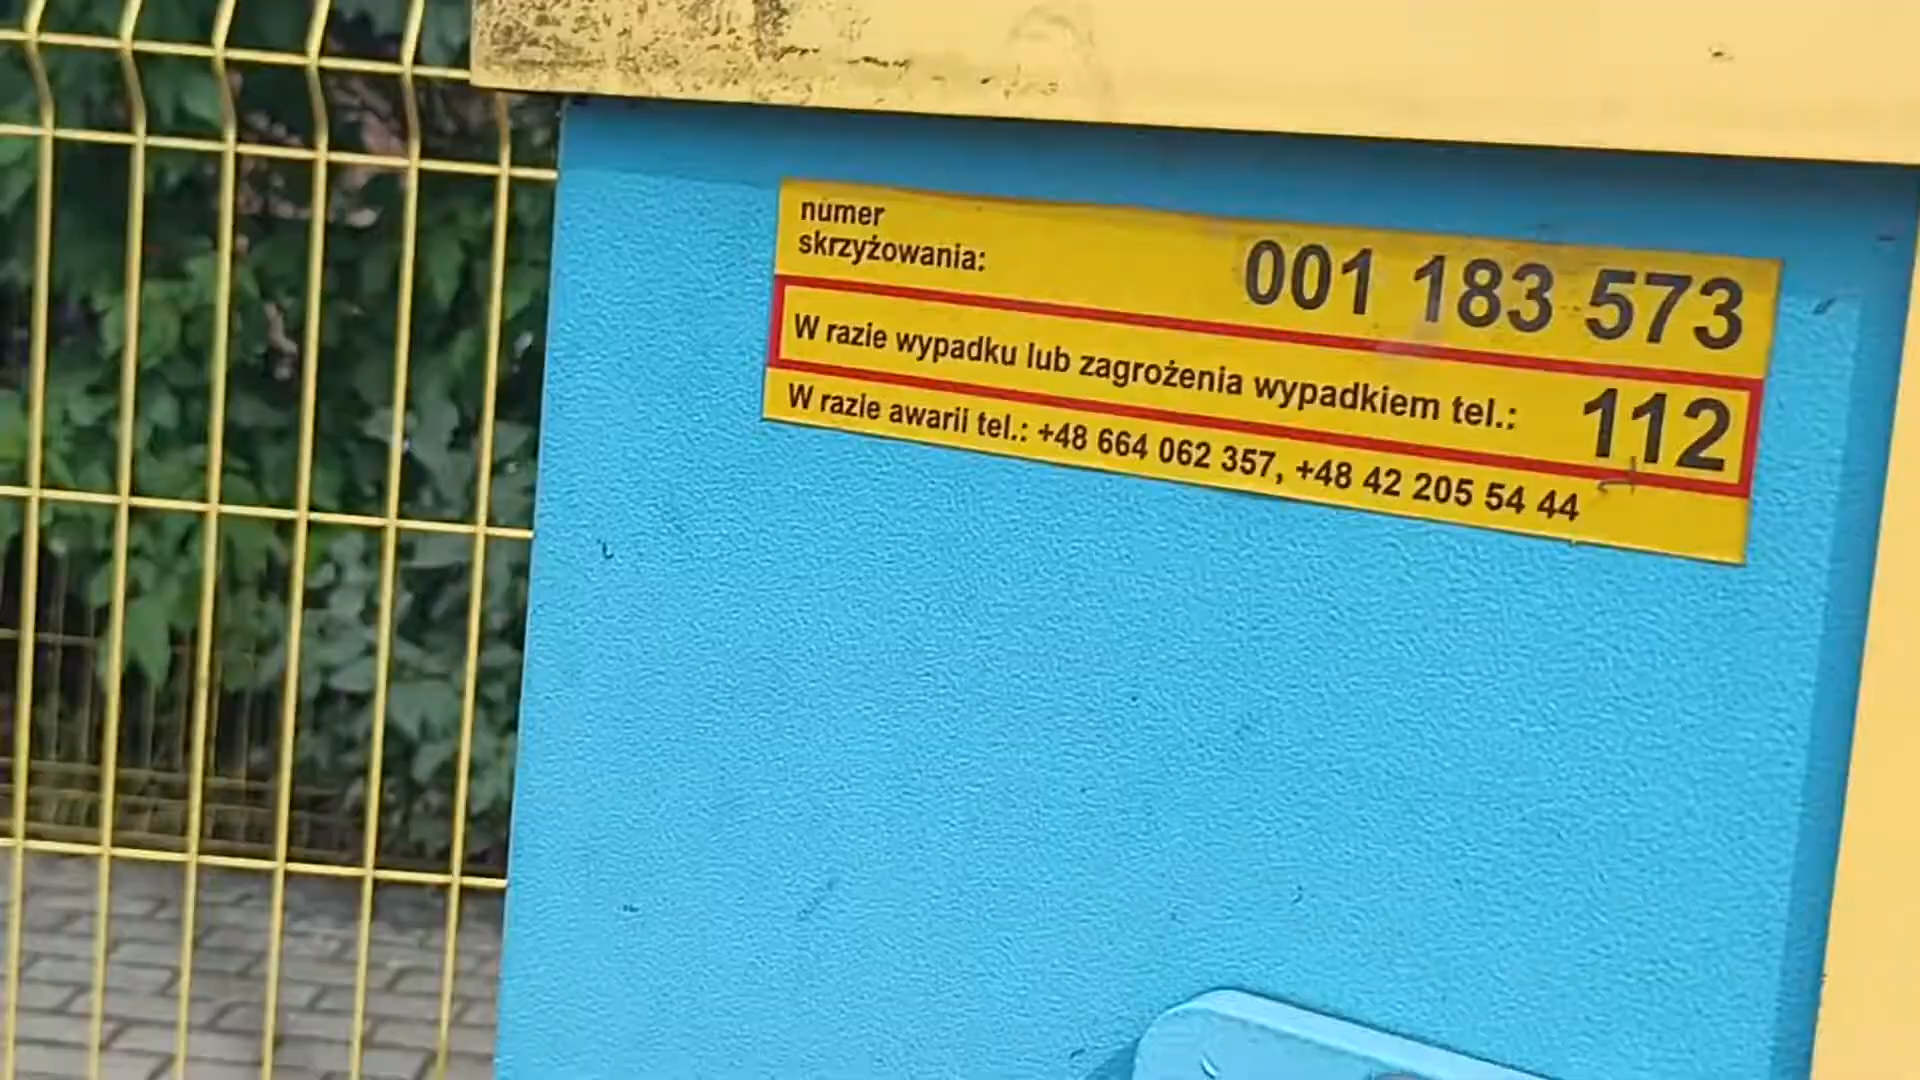 numer
skrzyżowania: 001 183 573
W razie wypadku lub zagrożenia wypadkiem tel.: 112
W razie awarii tel.: +48 664 062 357, +48 42 205 54 44